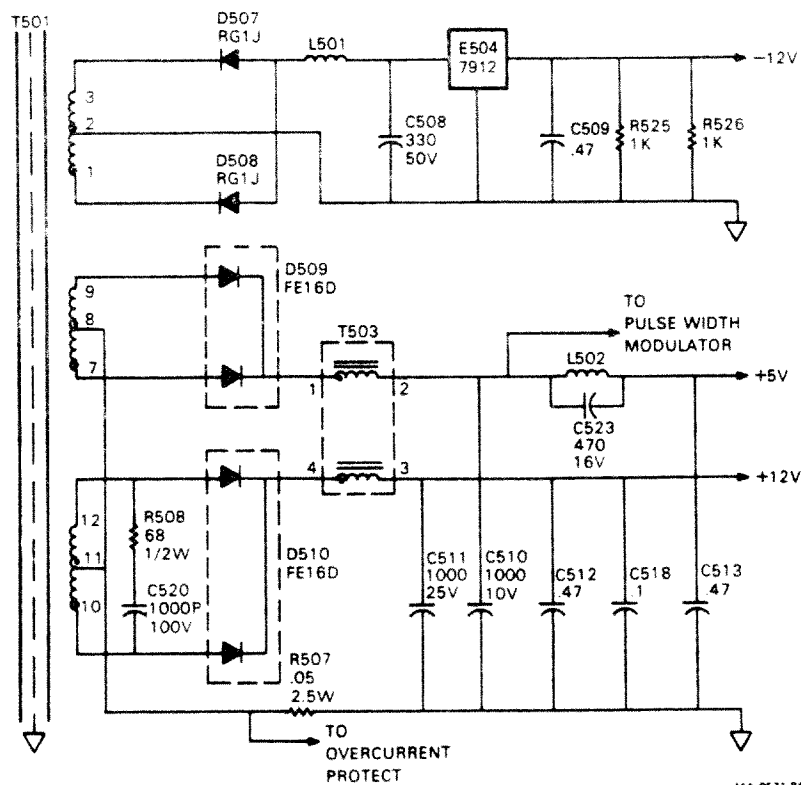 T501
D507
RG1J
L501
E504
7912
-12V
3
2
1
C508
330
50V
C509
.47
R525
1K
R526
1K
D508
RG1J
D509
FE16D
9
8
7
T503
1
2
TO
PULSE WIDTH
MODULATOR
L502
+5V
C523
470
16V
4
3
+12V
12
11
10
R508
68
1/2W
C520
1000P
100V
D510
FE16D
C511
1000
25V
C510
1000
10V
C512
.47
C518
.1
C513
.47
R507
.05
2.5W
TO
OVERCURRENT
PROTECT